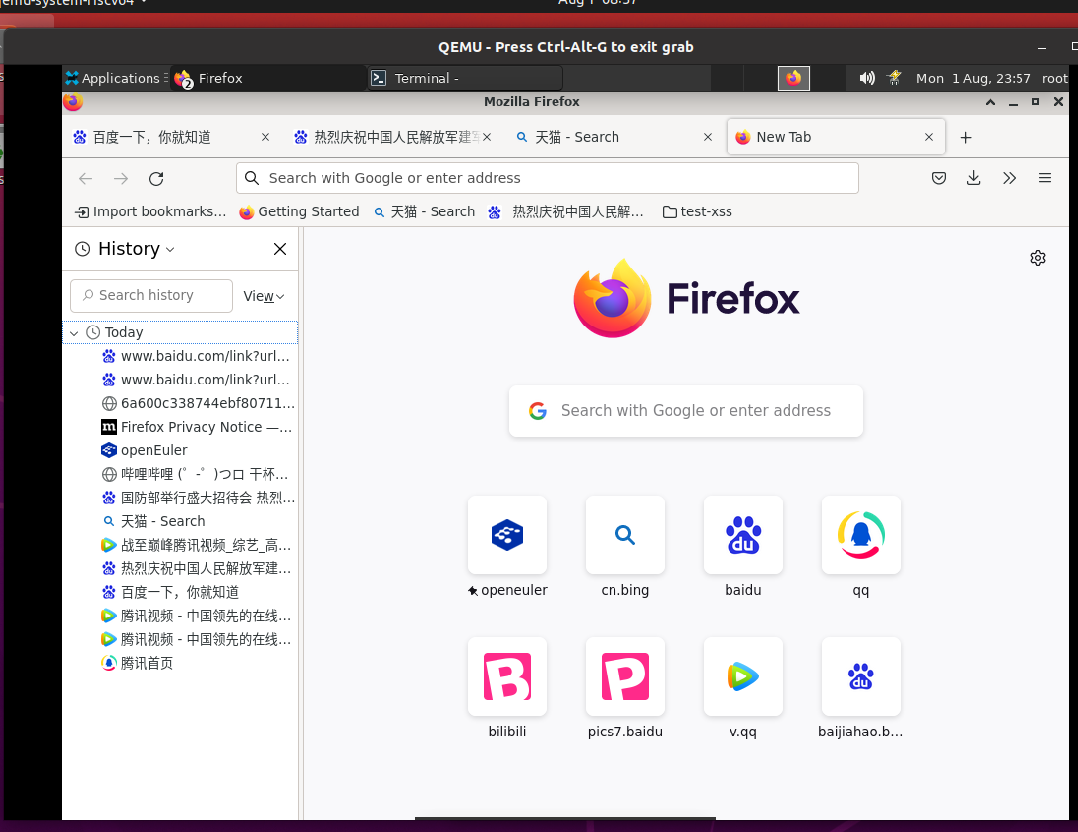 QEMU - Press Ctrl-Alt-G to exit grab
Applications Firefox 2 Terminal - Mon 1 Aug, 23:57 root
Mozilla Firefox
百度一下，你就知道 热烈庆祝中国人民解放军建军 天猫 - Search New Tab
Search with Google or enter address
Import bookmarks... Getting Started 天猫 - Search 热烈庆祝中国人民解... test-xss
History
Search history View
Today
www.baidu.com/link?url...
www.baidu.com/link?url...
6a600c338744ebf80711...
Firefox Privacy Notice —...
openEuler
哔哩哔哩 (゜-゜)つロ 干杯...
国防部举行盛大招待会 热烈...
天猫 - Search
战至巅峰腾讯视频_综艺_高...
热烈庆祝中国人民解放军建...
百度一下，你就知道
腾讯视频 - 中国领先的在线...
腾讯视频 - 中国领先的在线...
腾讯首页
Firefox
Search with Google or enter address
openeuler cn.bing baidu qq
bilibili pics7.baidu v.qq baijiahao.b...